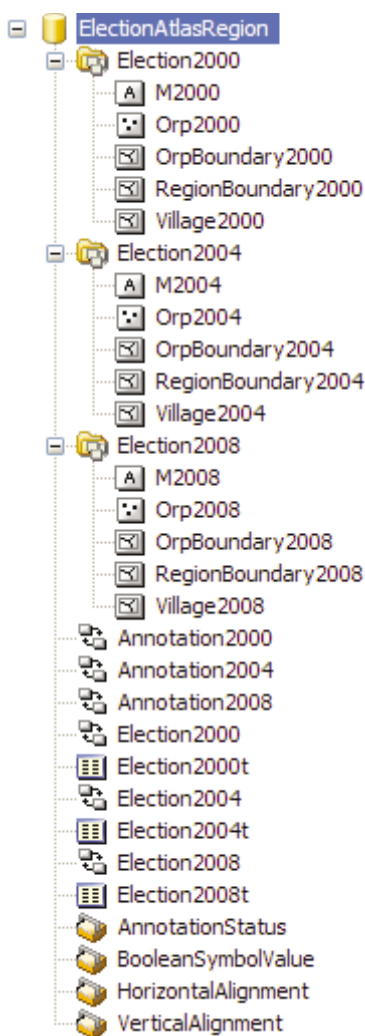 ElectionAtlasRegion
Election2000
A M2000
Orp2000
OrpBoundary2000
RegionBoundary2000
Village2000
Election2004
A M2004
Orp2004
OrpBoundary2004
RegionBoundary2004
Village2004
Election2008
A M2008
Orp2008
OrpBoundary2008
RegionBoundary2008
Village2008
Annotation2000
Annotation2004
Annotation2008
Election2000
Election2000t
Election2004
Election2004t
Election2008
Election2008t
AnnotationStatus
BooleanSymbolValue
HorizontalAlignment
VerticalAlignment